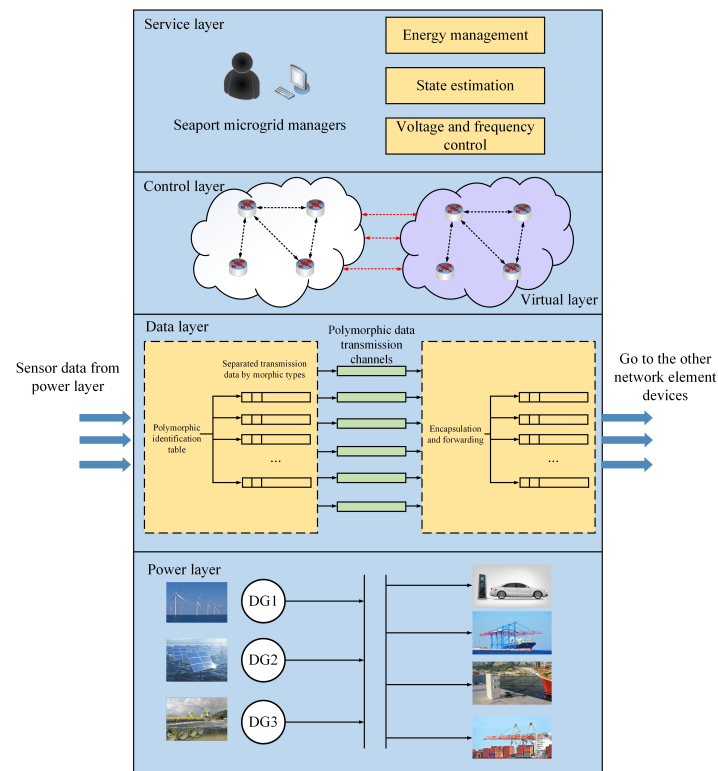 Service layer
Energy management
State estimation
Seaport microgrid managers
Voltage and frequency
control
Control layer
Virtual layer
Data layer
Polymorphic data
transmission
channels
Sensor data from
power layer
Separated transmission
data by morphic types
Polymorphic
identification
table
...
Encapsulation
and forwarding
...
Go to the other
network element
devices
Power layer
DG1
DG2
DG3